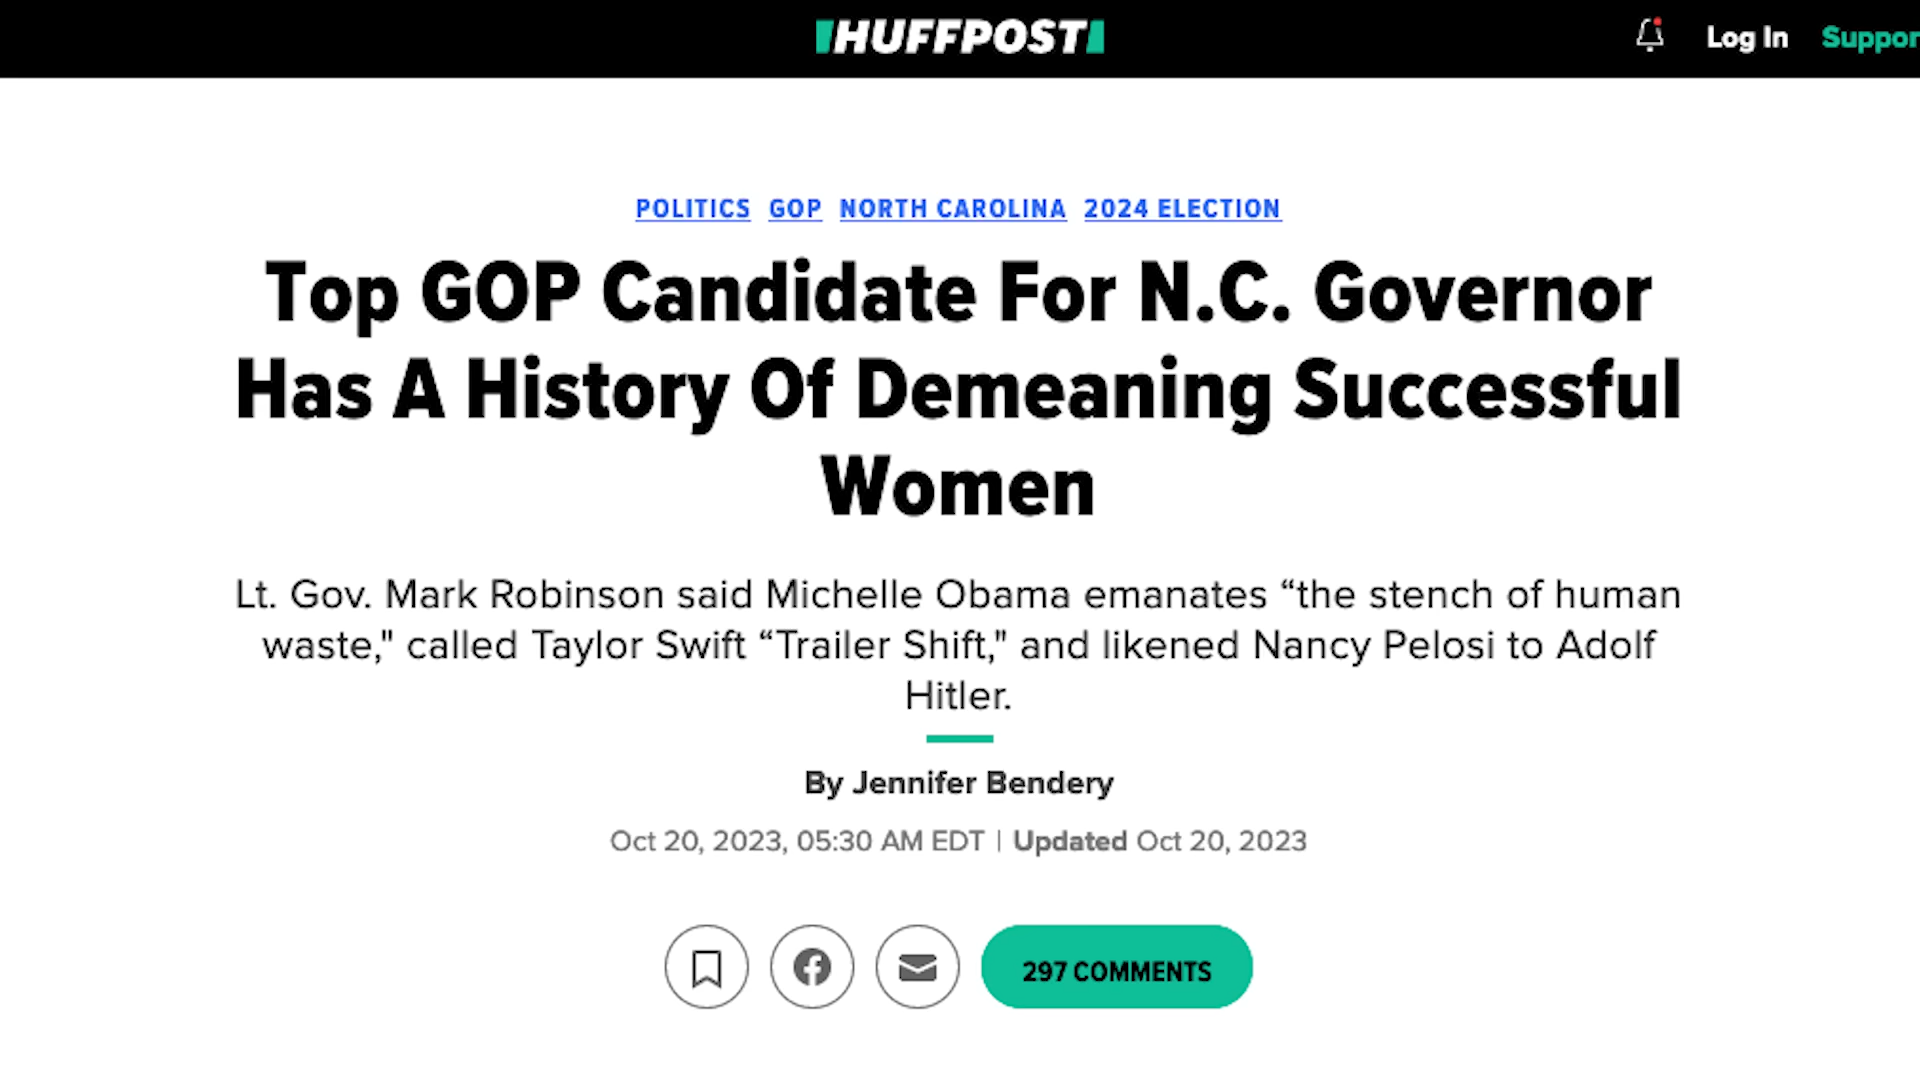 HUFFPOST
Log In
Suppor
POLITICS GOP NORTH CAROLINA 2024 ELECTION
Top GOP Candidate For N.C. Governor
Has A History Of Demeaning Successful
Women
Lt. Gov. Mark Robinson said Michelle Obama emanates “the stench of human
waste," called Taylor Swift “Trailer Shift," and likened Nancy Pelosi to Adolf
Hitler.
By Jennifer Bendery
Oct 20, 2023, 05:30 AM EDT | Updated Oct 20, 2023
297 COMMENTS